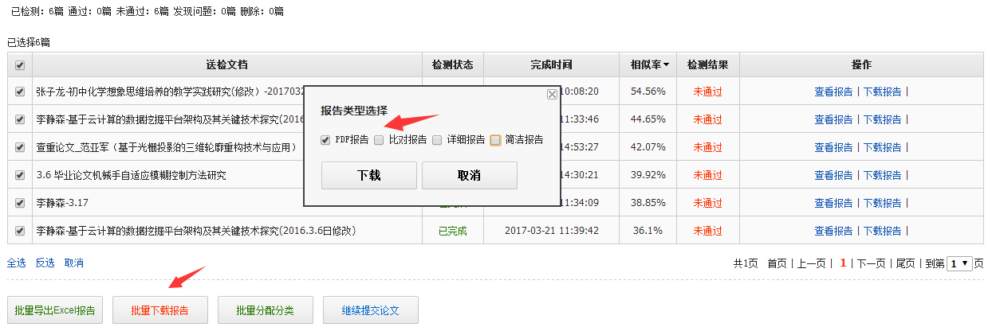 已检测：6篇 通过：0篇 未通过：6篇 发现问题：0篇 删除：0篇
已选择6篇
送检文档 检测状态 完成时间 相似率 检测结果 操作
张子龙-初中化学想象思维培养的教学实践研究(修改）-2017032 10:08:20 54.56% 未通过 查看报告 | 下载报告 |
李静森-基于云计算的数据挖掘平台架构及其关键技术探究(2016. 11:33:46 44.65% 未通过 查看报告 | 下载报告 |
查重论文_范亚军（基于光栅投影的三维轮廓重构技术与应用） 14:53:27 42.07% 未通过 查看报告 | 下载报告 |
3.6 毕业论文机械手自适应模糊控制方法研究 14:30:21 39.92% 未通过 查看报告 | 下载报告 |
李静森-3.17 11:34:09 38.85% 未通过 查看报告 | 下载报告 |
李静森-基于云计算的数据挖掘平台架构及其关键技术探究(2016.3.6日修改） 已完成 2017-03-21 11:39:42 36.1% 未通过 查看报告 | 下载报告 |
报告类型选择
PDF报告 比对报告 详细报告 简洁报告
下载 取消
全选 反选 取消 共1页 首页 | 上一页 | 1 | 下一页 | 尾页 | 到第 1 页
批量导出Excel报告 批量下载报告 批量分配分类 继续提交论文